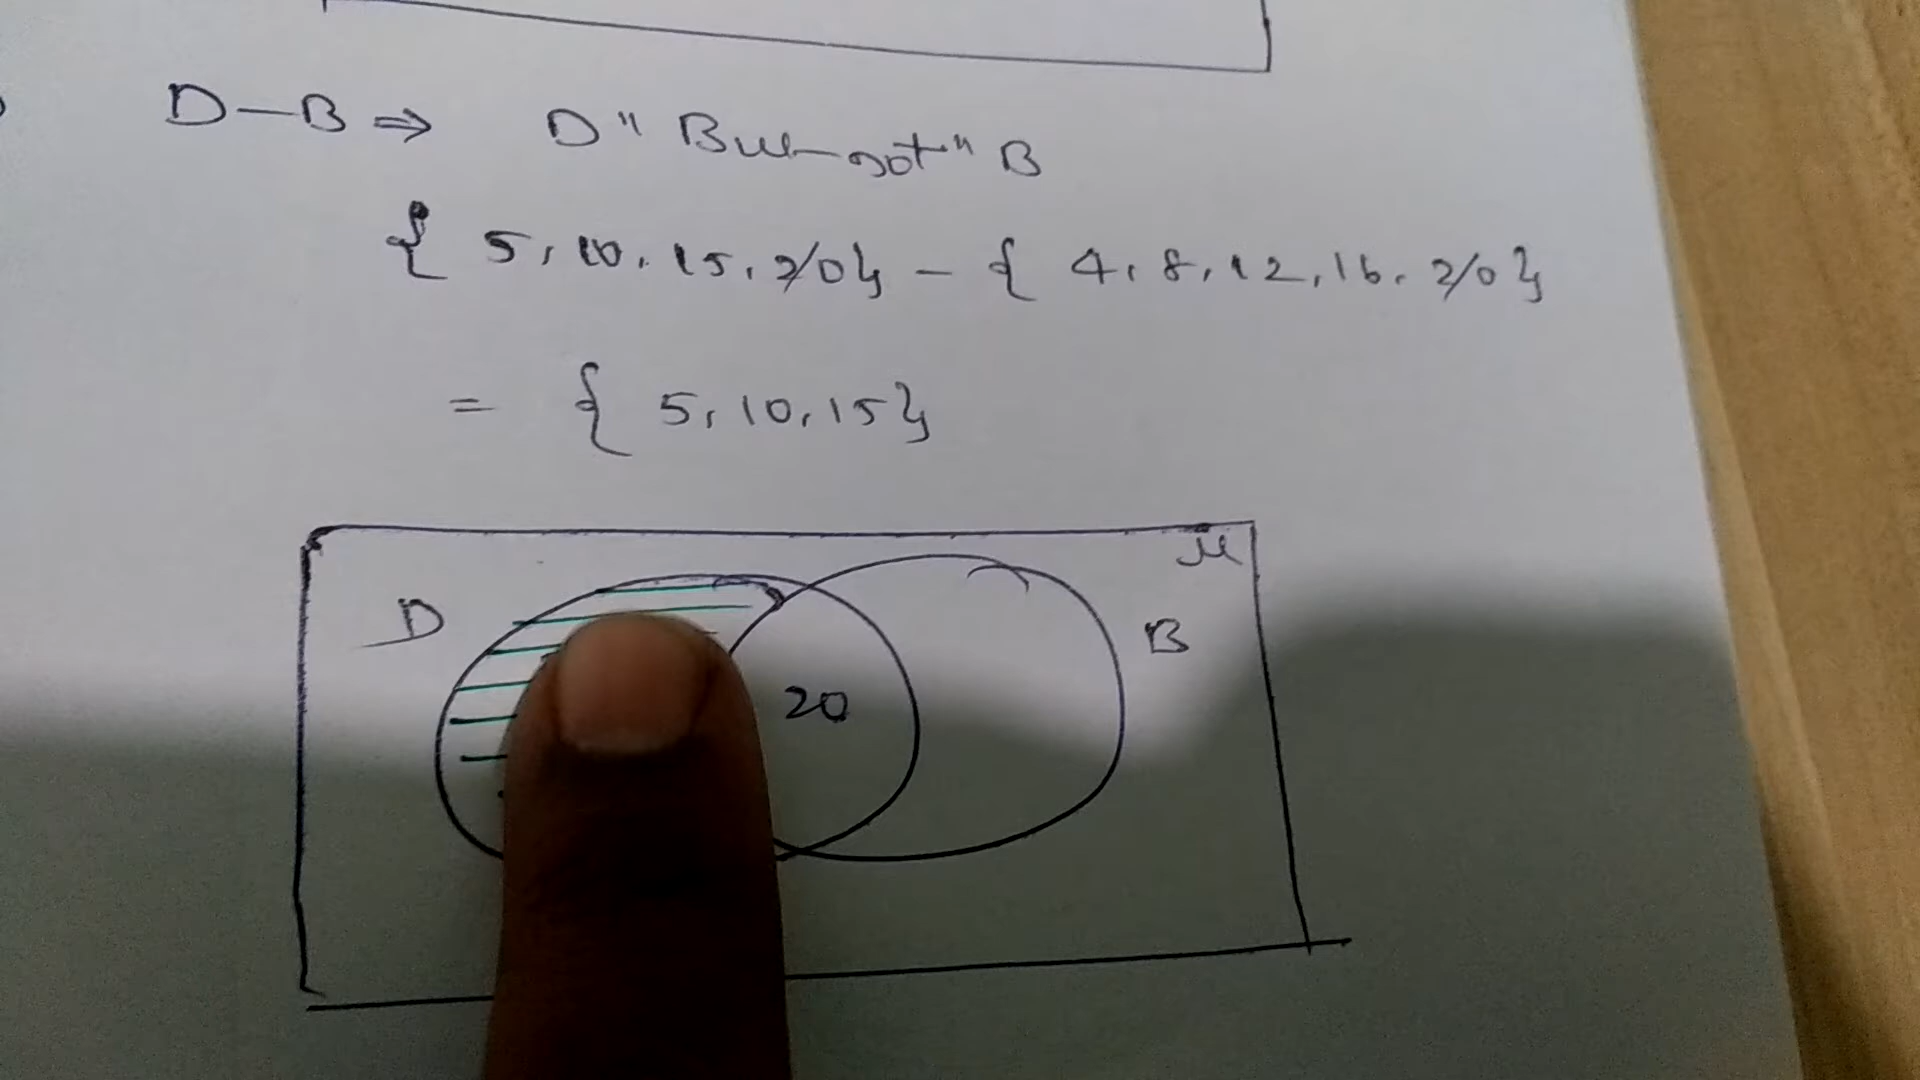 D-B ⇒ D "But-not" B
{ 5, 10, 15, 20} - { 4, 8, 12, 16, 20}
= { 5, 10, 15}
μ
D
B
20